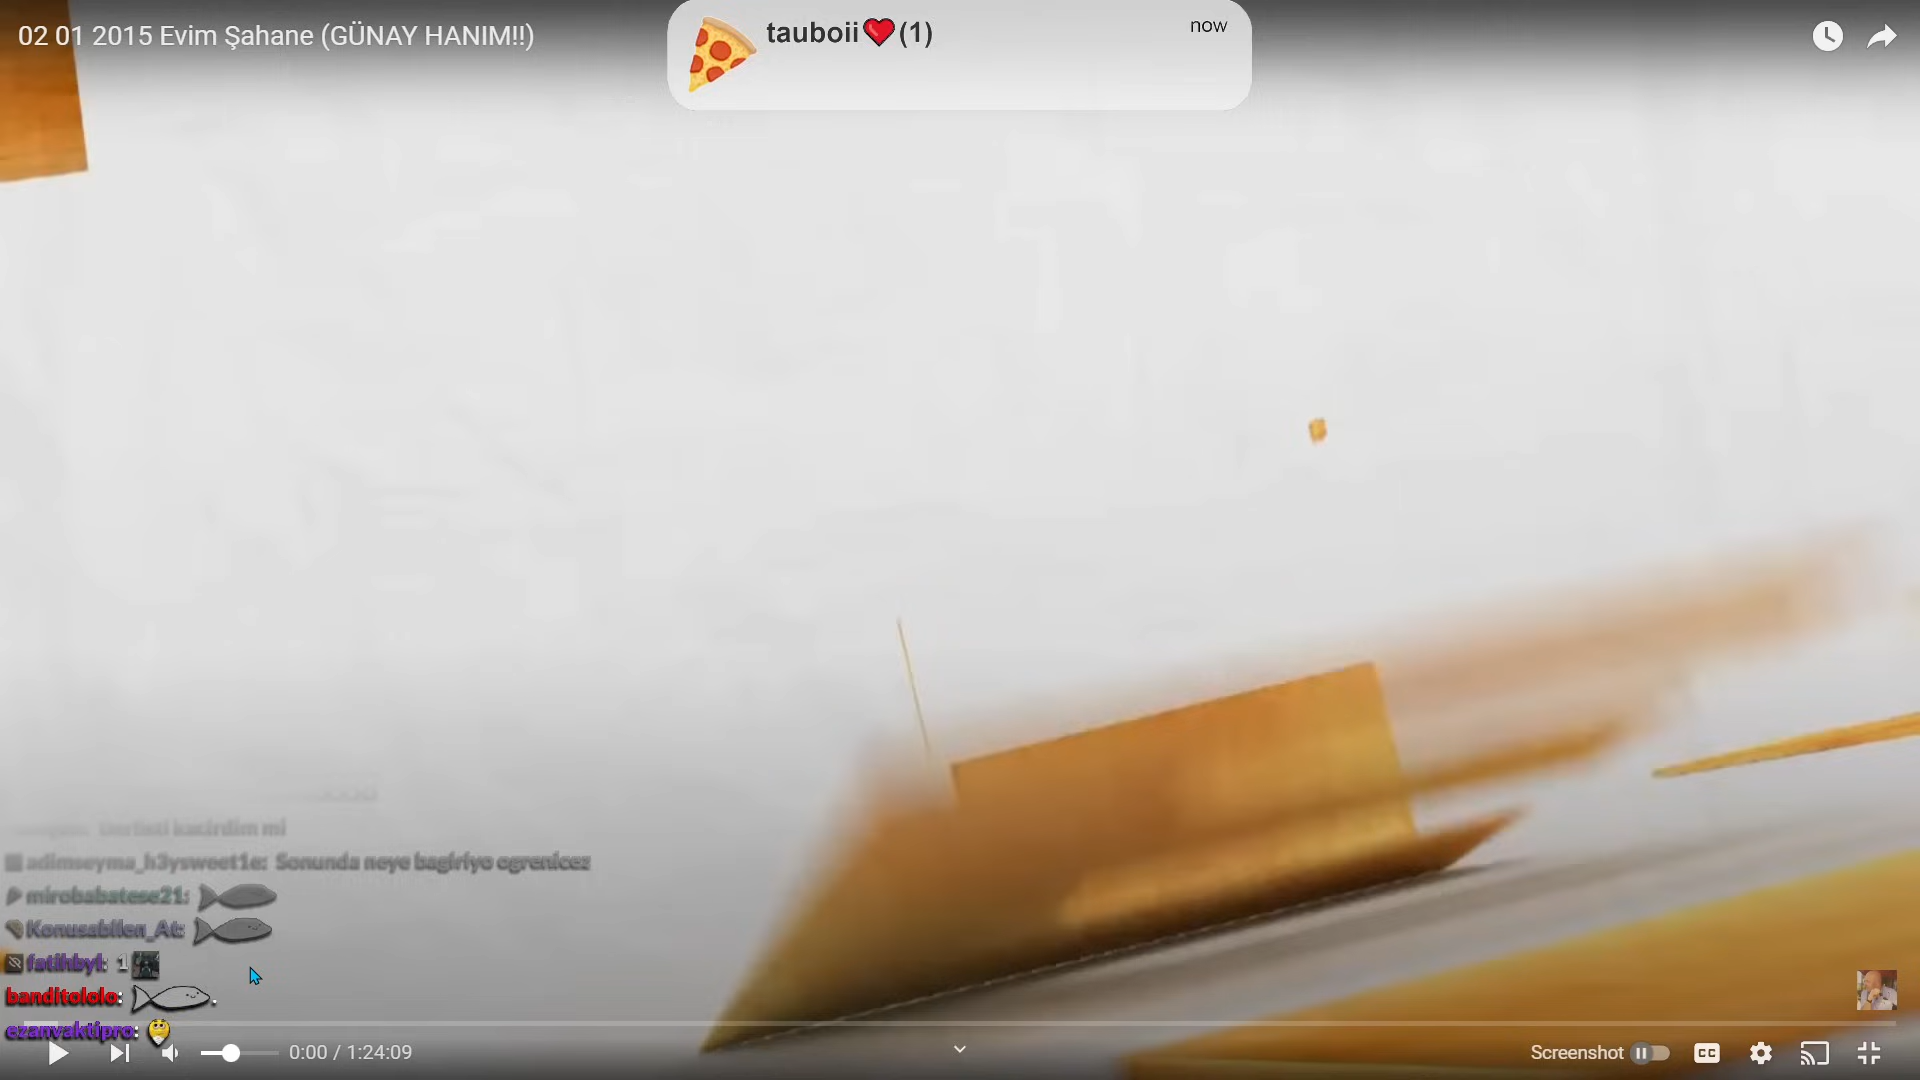 02 01 2015 Evim Şahane (GÜNAY HANIM!!)
tauboii❤️(1)
now
adimseyma_h3ysweet1e: Sonunda neye bagiriyo ogrenicez
mirobabatese21:
Konusabilen_At:
fatihbyl: 1
banditololo: .
ezanvaktipro:
0:00 / 1:24:09
Screenshot
CC